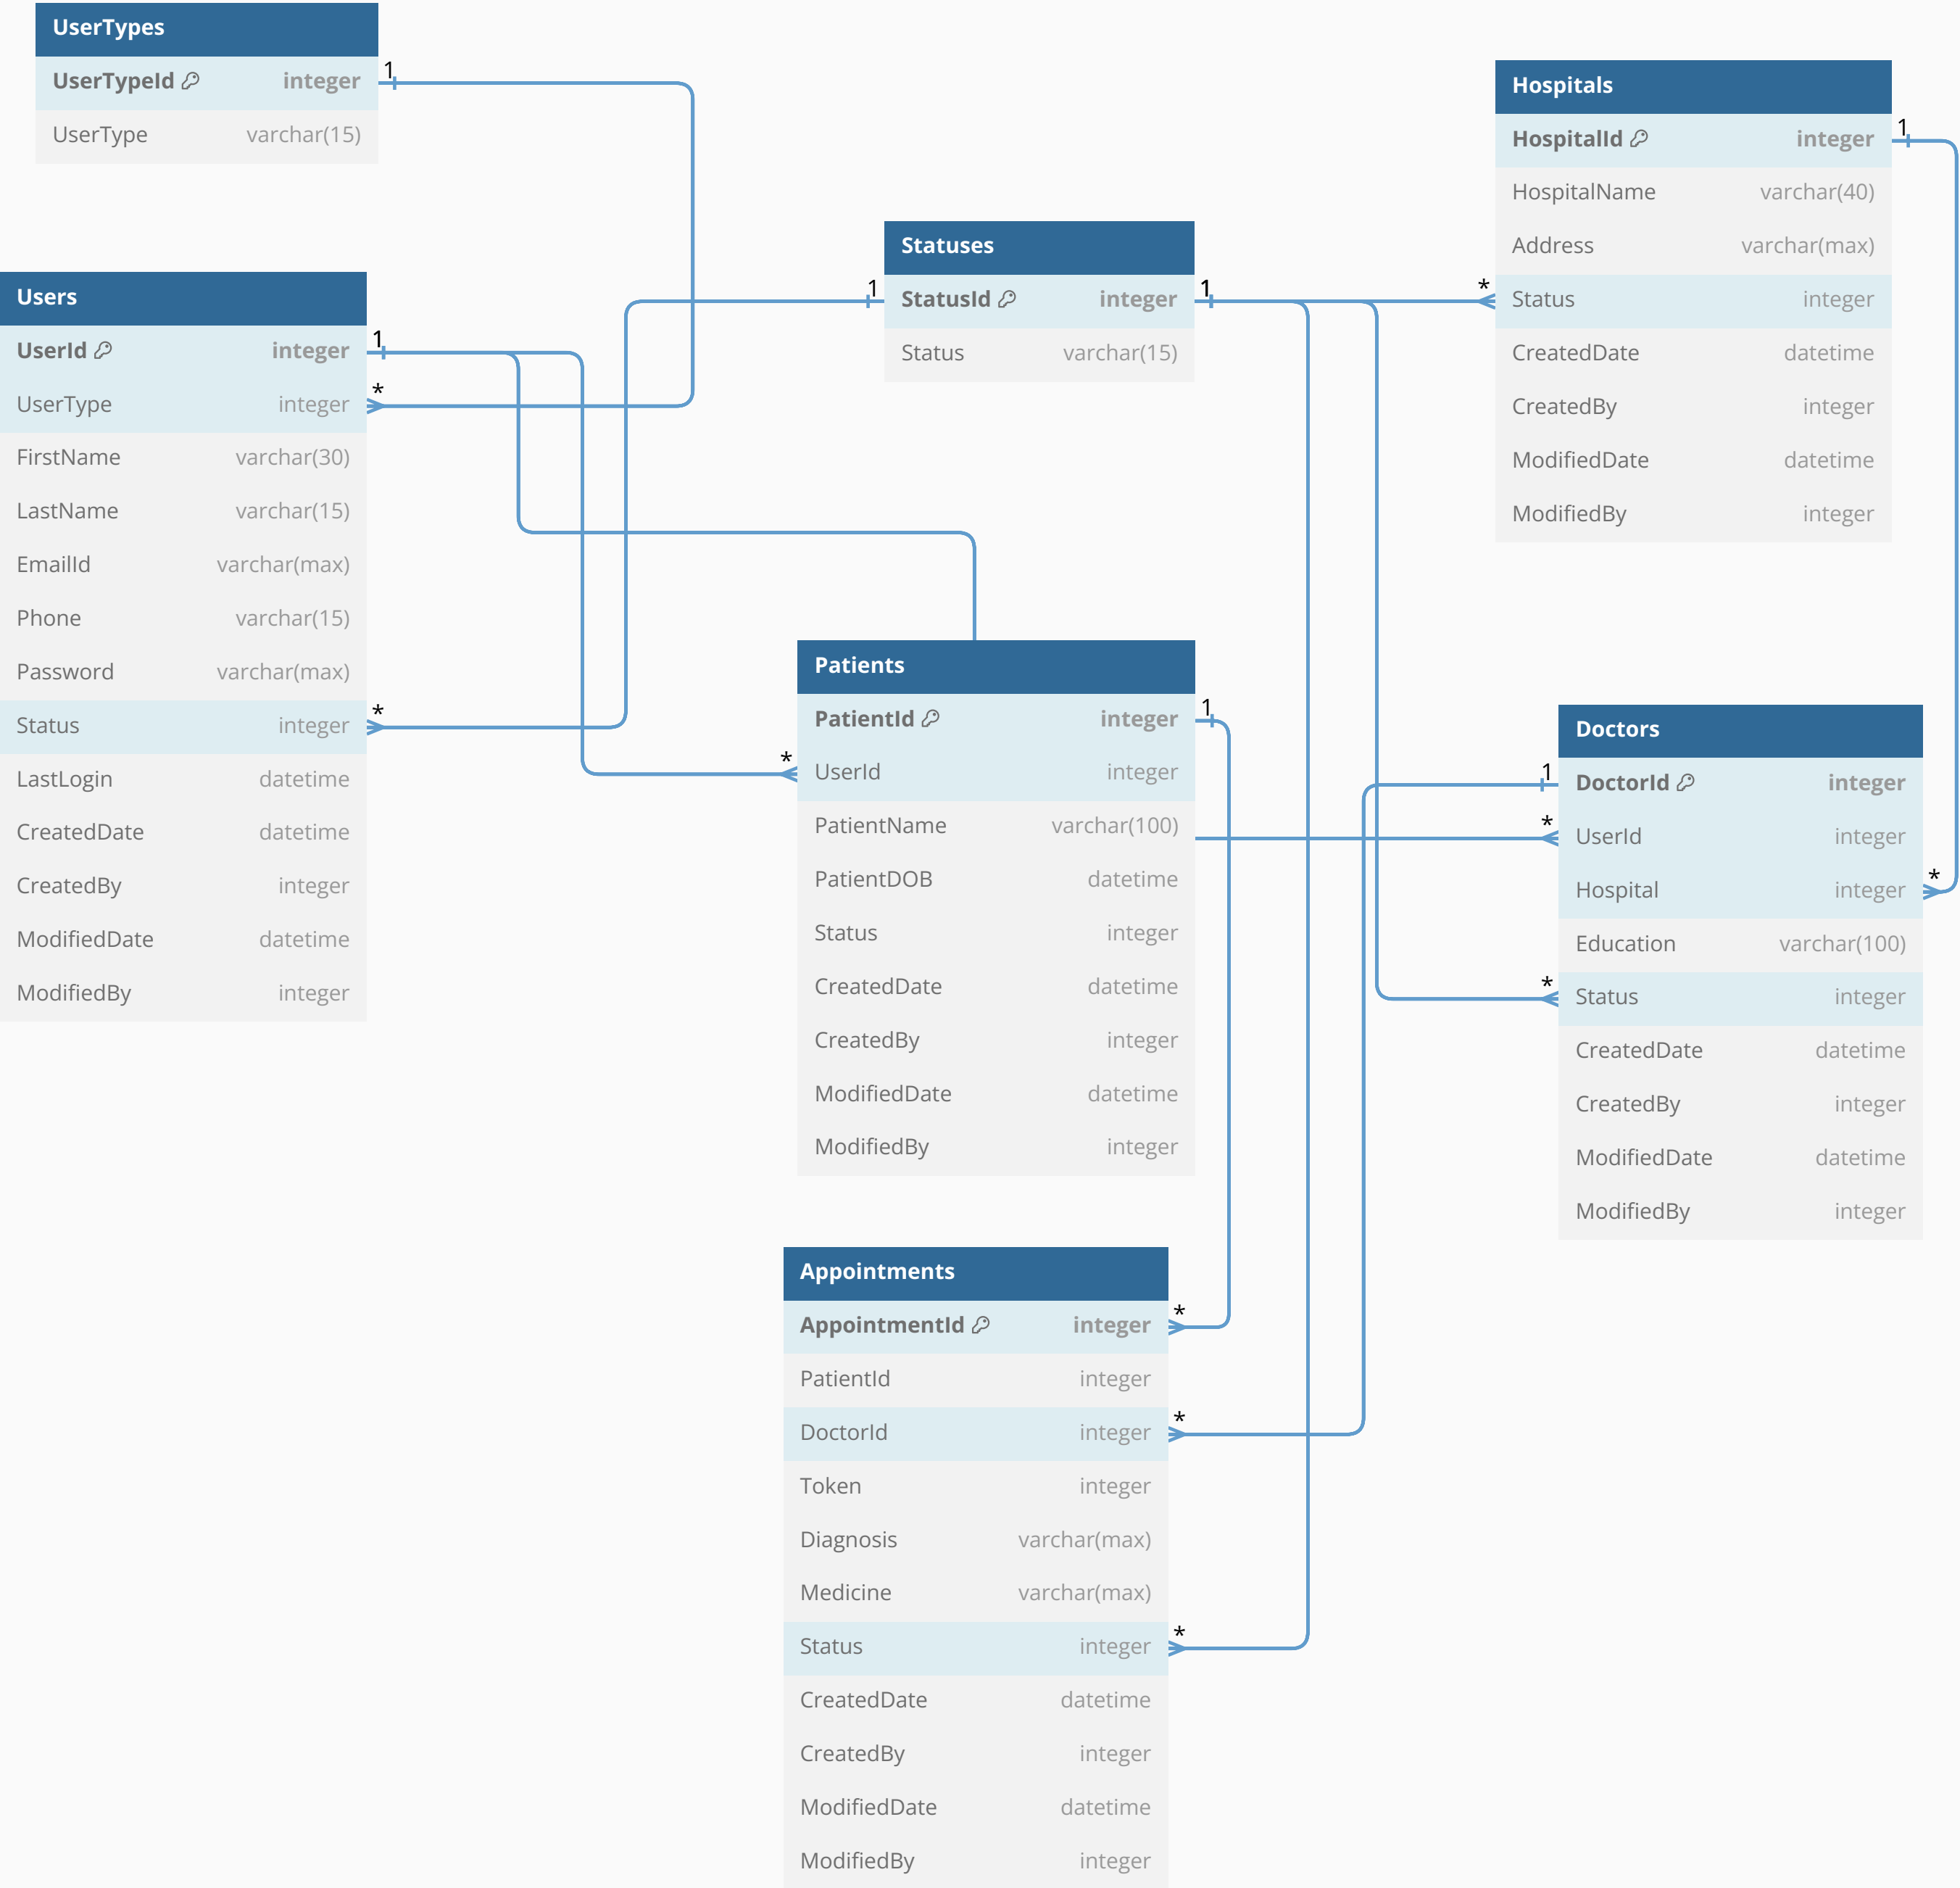 UserTypes
UserTypeId integer
UserType varchar(15)
1
Users
UserId integer
UserType integer
FirstName varchar(30)
LastName varchar(15)
EmailId varchar(max)
Phone varchar(15)
Password varchar(max)
Status integer
LastLogin datetime
CreatedDate datetime
CreatedBy integer
ModifiedDate datetime
ModifiedBy integer
1
*
*
Statuses
StatusId integer
Status varchar(15)
1
1
Hospitals
HospitalId integer
HospitalName varchar(40)
Address varchar(max)
Status integer
CreatedDate datetime
CreatedBy integer
ModifiedDate datetime
ModifiedBy integer
1
*
Patients
PatientId integer
UserId integer
PatientName varchar(100)
PatientDOB datetime
Status integer
CreatedDate datetime
CreatedBy integer
ModifiedDate datetime
ModifiedBy integer
1
*
Doctors
DoctorId integer
UserId integer
Hospital integer
Education varchar(100)
Status integer
CreatedDate datetime
CreatedBy integer
ModifiedDate datetime
ModifiedBy integer
1
*
*
*
Appointments
AppointmentId integer
PatientId integer
DoctorId integer
Token integer
Diagnosis varchar(max)
Medicine varchar(max)
Status integer
CreatedDate datetime
CreatedBy integer
ModifiedDate datetime
ModifiedBy integer
*
*
*